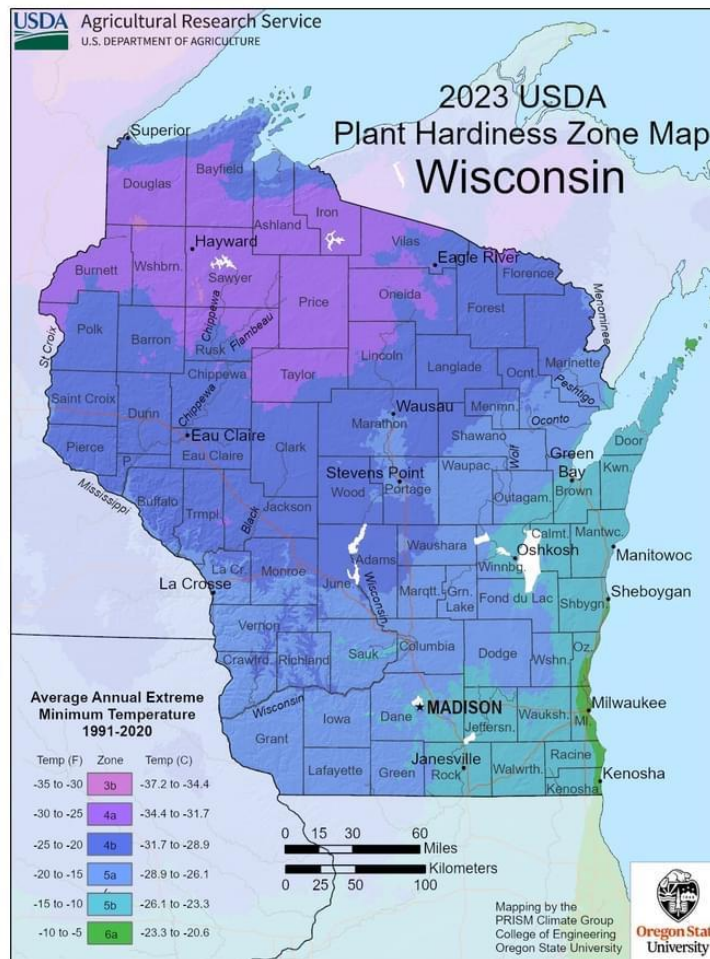 USDA Agricultural Research Service
U.S. DEPARTMENT OF AGRICULTURE
2023 USDA
Plant Hardiness Zone Map
Wisconsin
Superior
Bayfield
Douglas
Iron
Ashland
Hayward
Vilas
Eagle River
Burnett
Wshbrn.
Sawyer
Florence
Oneida
Forest
Price
Menominee
Chippewa
Flambeau
St Croix
Polk
Barron
Rusk
Lincoln
Langlade
Marinette
Chippewa
Taylor
Ocnt.
Peshtigo
Saint Croix
Dunn
Chippewa
Wausau
Menmn.
Marathon
Oconto
Eau Claire
Clark
Shawano
Door
Pierce
P.
Eau Claire
Wolf
Green
Bay
Kwn.
Stevens Point
Waupac.
Mississippi
Buffalo
Wood
Portage
Outagam.
Brown
Trmpl.
Black
Jackson
Calmt.
Mantwc.
Adams
Waushara
Oshkosh
Manitowoc
Winnbg.
La Cr.
Monroe
June.
La Crosse
Wisconsin
Marqtt.
Grn.
Lake
Fond du Lac
Shbygn.
Sheboygan
Vernon
Columbia
Dodge
Sauk
Wshn.
Oz.
Crawfrd.
Richland
Milwaukee
MADISON
Wisconsin
Iowa
Dane
Jeffersn.
Wauksh.
Ml.
Grant
Janesville
Racine
Lafayette
Green
Rock
Walwrth.
Kenosha
Kenosha
Average Annual Extreme
Minimum Temperature
1991-2020
Temp (F) Zone Temp (C)
-35 to -30 3b -37.2 to -34.4
-30 to -25 4a -34.4 to -31.7
-25 to -20 4b -31.7 to -28.9
-20 to -15 5a -28.9 to -26.1
-15 to -10 5b -26.1 to -23.3
-10 to -5 6a -23.3 to -20.6
0 15 30 60
Miles
Kilometers
0 25 50 100
Mapping by the
PRISM Climate Group
College of Engineering
Oregon State University
Oregon State
University